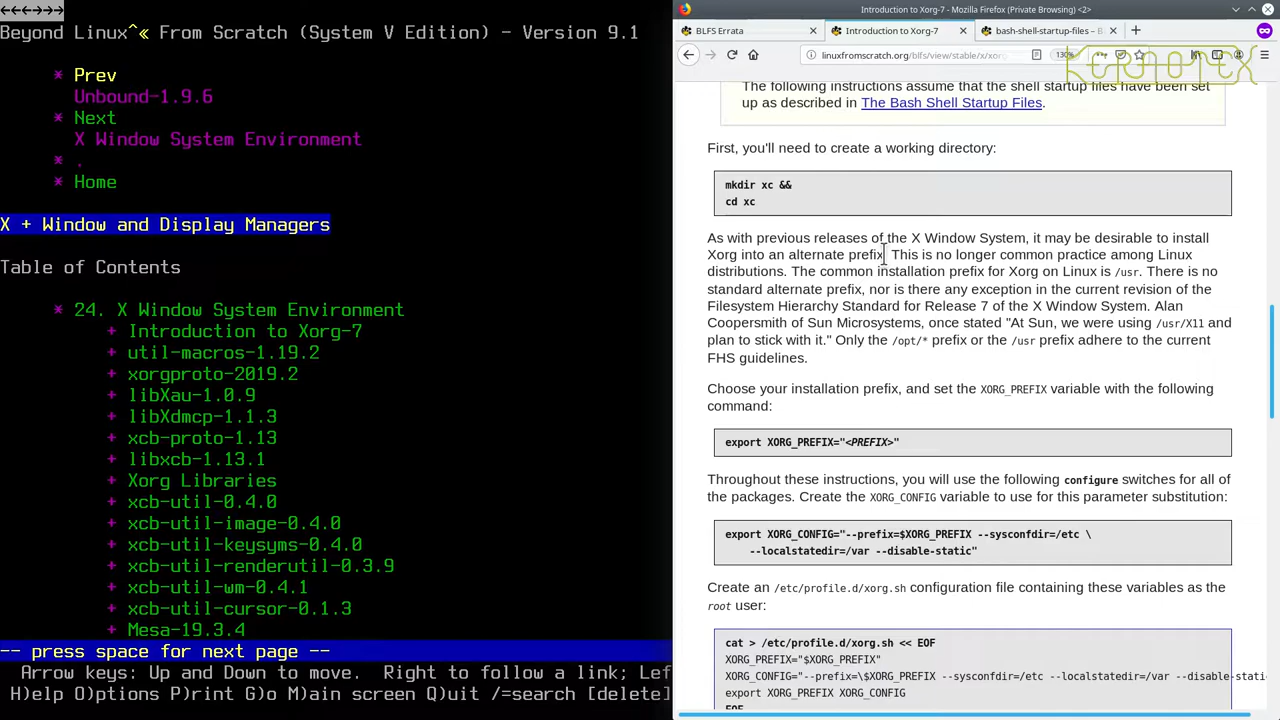 ←←←→→→
Beyond Linux^« From Scratch (System V Edition) - Version 9.1
* Prev
Unbound-1.9.6
* Next
X Window System Environment
* .
* Home
X + Window and Display Managers
Table of Contents
* 24. X Window System Environment
+ Introduction to Xorg-7
+ util-macros-1.19.2
+ xorgproto-2019.2
+ libXau-1.0.9
+ libXdmcp-1.1.3
+ xcb-proto-1.13
+ libxcb-1.13.1
+ Xorg Libraries
+ xcb-util-0.4.0
+ xcb-util-image-0.4.0
+ xcb-util-keysyms-0.4.0
+ xcb-util-renderutil-0.3.9
+ xcb-util-wm-0.4.1
+ xcb-util-cursor-0.1.3
+ Mesa-19.3.4
-- press space for next page --
Arrow keys: Up and Down to move.  Right to follow a link; Lef
H)elp O)ptions P)rint G)o M)ain screen Q)uit /=search [delete]
Introduction to Xorg-7 - Mozilla Firefox (Private Browsing) <2>
BLFS Errata
Introduction to Xorg-7
bash-shell-startup-files – B
linuxfromscratch.org/blfs/view/stable/x/xorg
130%
KERNOTEX
The following instructions assume that the shell startup files have been set
up as described in The Bash Shell Startup Files.
First, you'll need to create a working directory:
mkdir xc &&
cd xc
As with previous releases of the X Window System, it may be desirable to install
Xorg into an alternate prefix. This is no longer common practice among Linux
distributions. The common installation prefix for Xorg on Linux is /usr. There is no
standard alternate prefix, nor is there any exception in the current revision of the
Filesystem Hierarchy Standard for Release 7 of the X Window System. Alan
Coopersmith of Sun Microsystems, once stated "At Sun, we were using /usr/X11 and
plan to stick with it." Only the /opt/* prefix or the /usr prefix adhere to the current
FHS guidelines.
Choose your installation prefix, and set the XORG_PREFIX variable with the following
command:
export XORG_PREFIX="<PREFIX>"
Throughout these instructions, you will use the following configure switches for all of
the packages. Create the XORG_CONFIG variable to use for this parameter substitution:
export XORG_CONFIG="--prefix=$XORG_PREFIX --sysconfdir=/etc \
--localstatedir=/var --disable-static"
Create an /etc/profile.d/xorg.sh configuration file containing these variables as the
root user:
cat > /etc/profile.d/xorg.sh << EOF
XORG_PREFIX="$XORG_PREFIX"
XORG_CONFIG="--prefix=\$XORG_PREFIX --sysconfdir=/etc --localstatedir=/var --disable-stati
export XORG_PREFIX XORG_CONFIG
EOF